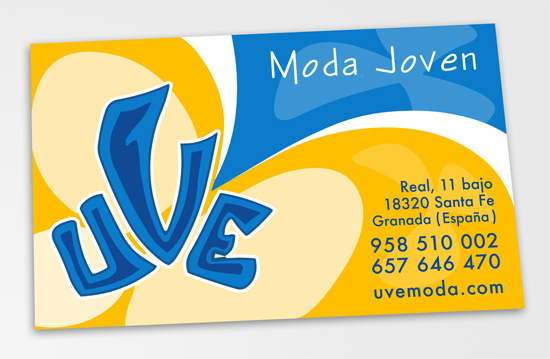 Moda Joven
UVE
Real, 11 bajo
18320 Santa Fe
Granada (España)
958 510 002
657 646 470
uvemoda.com